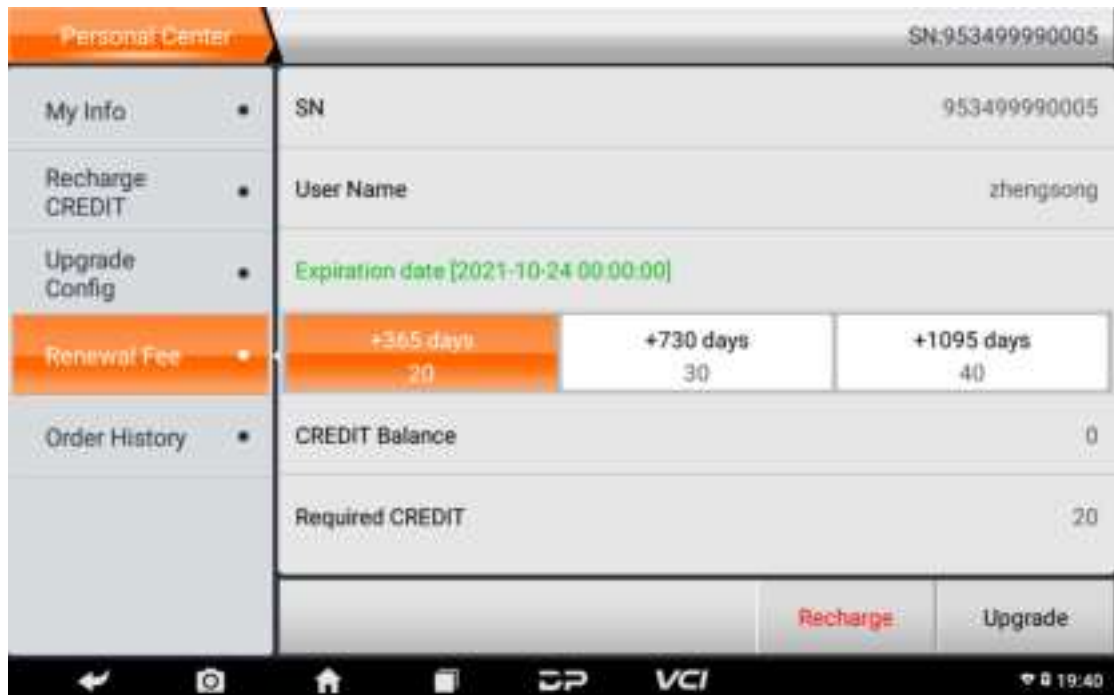 Personal Center
SN:953499990005
My Info
Recharge
CREDIT
Upgrade
Config
Renewal Fee
Order History
SN
953499990005
User Name
zhengsong
Expiration date [2021-10-24 00:00:00]
+365 days
20
+730 days
30
+1095 days
40
CREDIT Balance
0
Required CREDIT
20
Recharge
Upgrade
DP
VCI
19:40